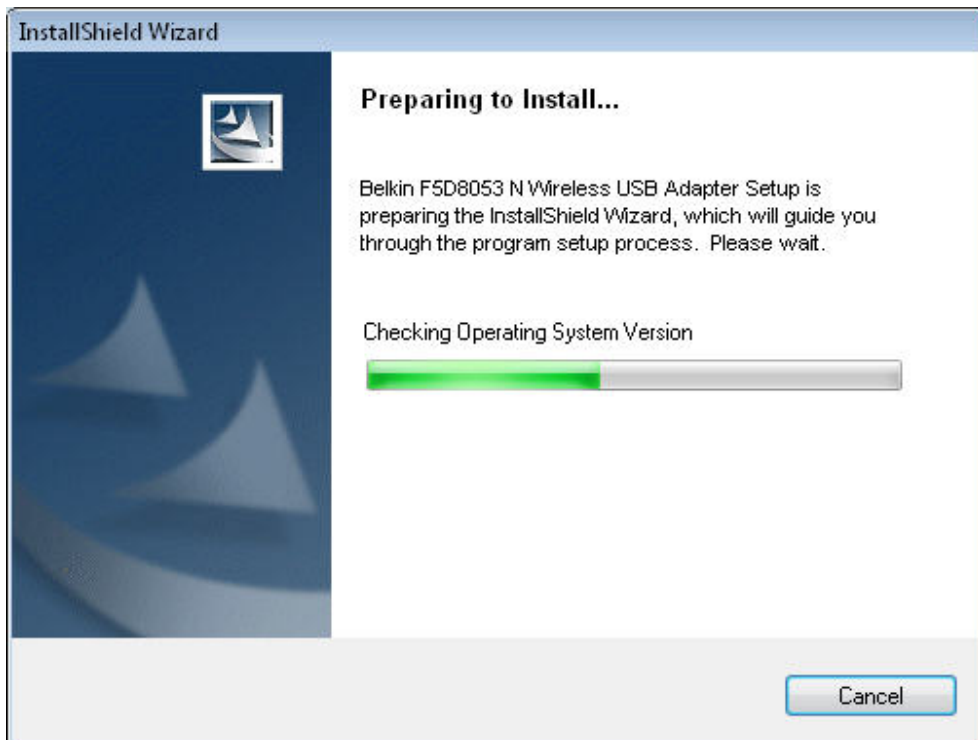 InstallShield Wizard
Preparing to Install...
Belkin F5D8053 N Wireless USB Adapter Setup is
preparing the InstallShield Wizard, which will guide you
through the program setup process.  Please wait.
Checking Operating System Version
Cancel